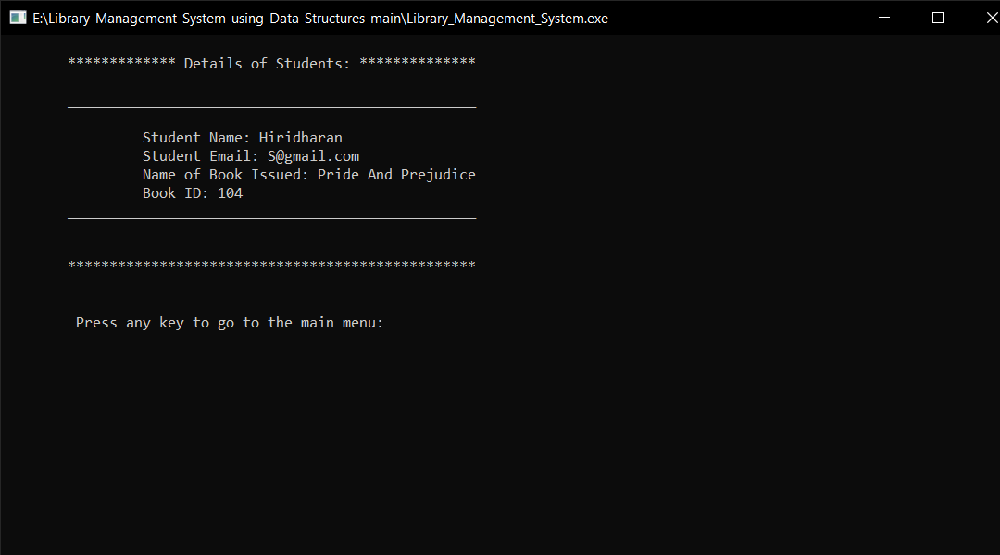 E:\Library-Management-System-using-Data-Structures-main\Library_Management_System.exe
************* Details of Students: **************
_________________________________________________
Student Name: Hiridharan
Student Email: S@gmail.com
Name of Book Issued: Pride And Prejudice
Book ID: 104
_________________________________________________
*************************************************
Press any key to go to the main menu: